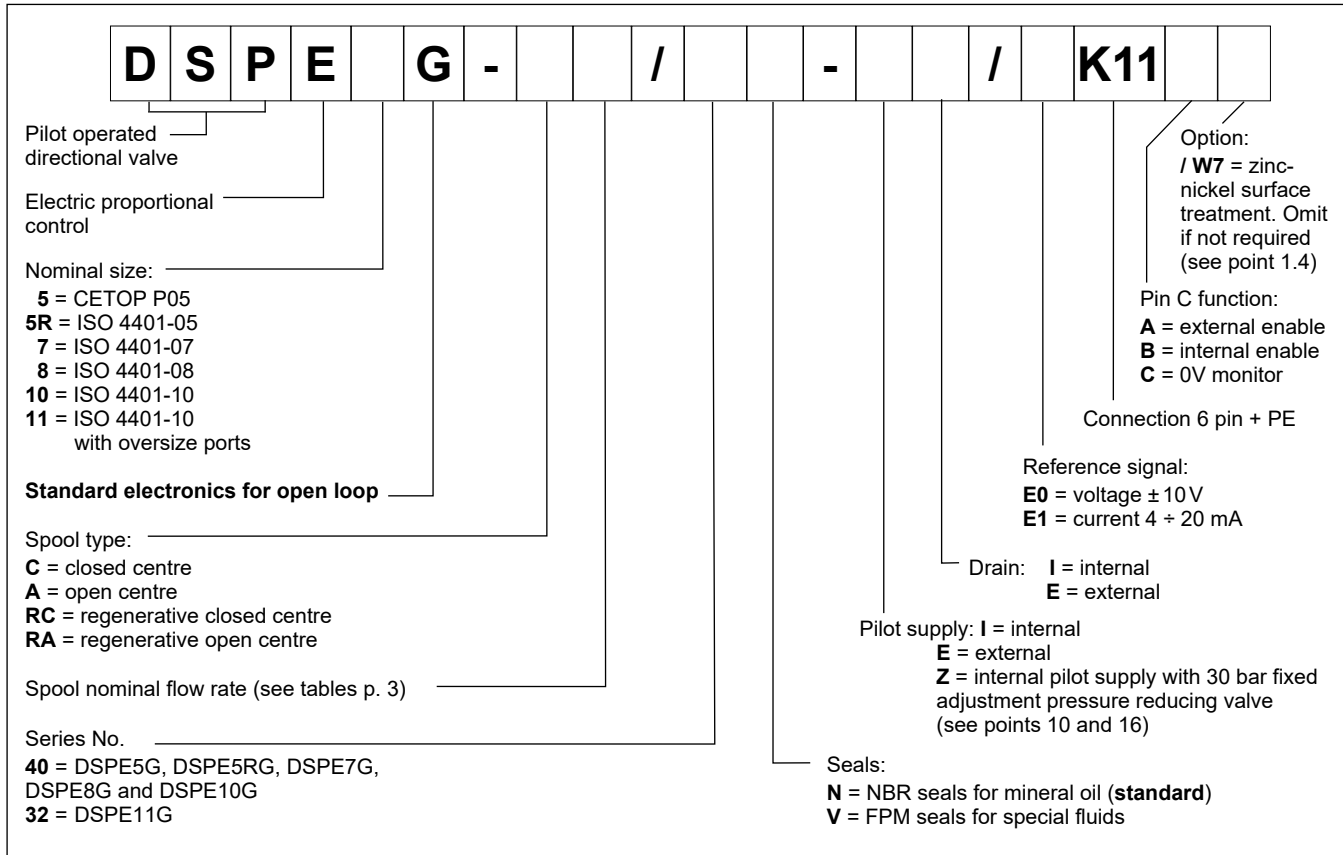 D S P E G - / - / K11
Pilot operated
directional valve
Electric proportional
control
Nominal size:
5 = CETOP P05
5R = ISO 4401-05
7 = ISO 4401-07
8 = ISO 4401-08
10 = ISO 4401-10
11 = ISO 4401-10
with oversize ports
Standard electronics for open loop
Spool type:
C = closed centre
A = open centre
RC = regenerative closed centre
RA = regenerative open centre
Spool nominal flow rate (see tables p. 3)
Series No.
40 = DSPE5G, DSPE5RG, DSPE7G,
DSPE8G and DSPE10G
32 = DSPE11G
Option:
/ W7 = zinc-
nickel surface
treatment. Omit
if not required
(see point 1.4)
Pin C function:
A = external enable
B = internal enable
C = 0V monitor
Connection 6 pin + PE
Reference signal:
E0 = voltage ± 10 V
E1 = current 4 ÷ 20 mA
Drain: I = internal
E = external
Pilot supply: I = internal
E = external
Z = internal pilot supply with 30 bar fixed
adjustment pressure reducing valve
(see points 10 and 16)
Seals:
N = NBR seals for mineral oil (standard)
V = FPM seals for special fluids